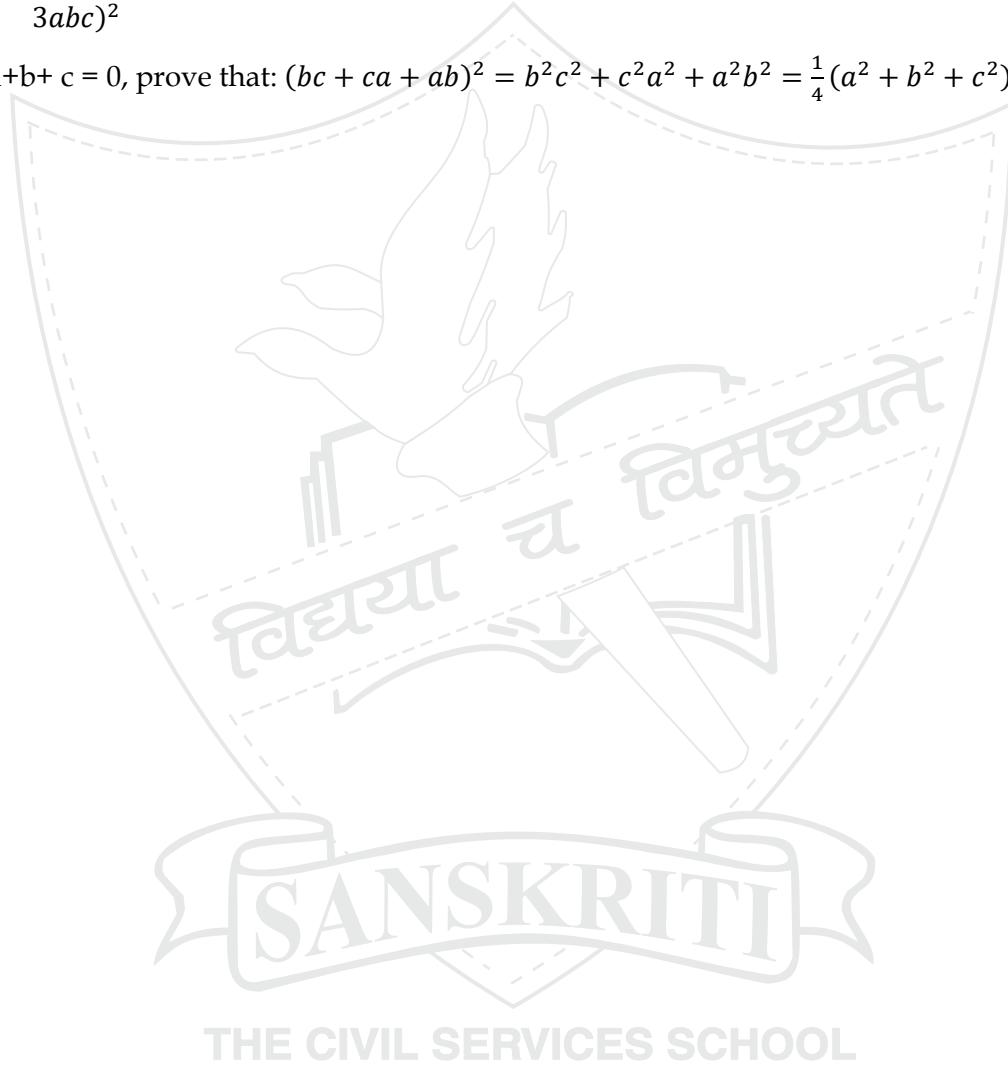 3abc)²
+b+ c = 0, prove that: (bc + ca + ab)² = b²c² + c²a² + a²b² = 1/4(a² + b² + c²)
विद्यया च विमुच्यते
SANSKRITI
THE CIVIL SERVICES SCHOOL